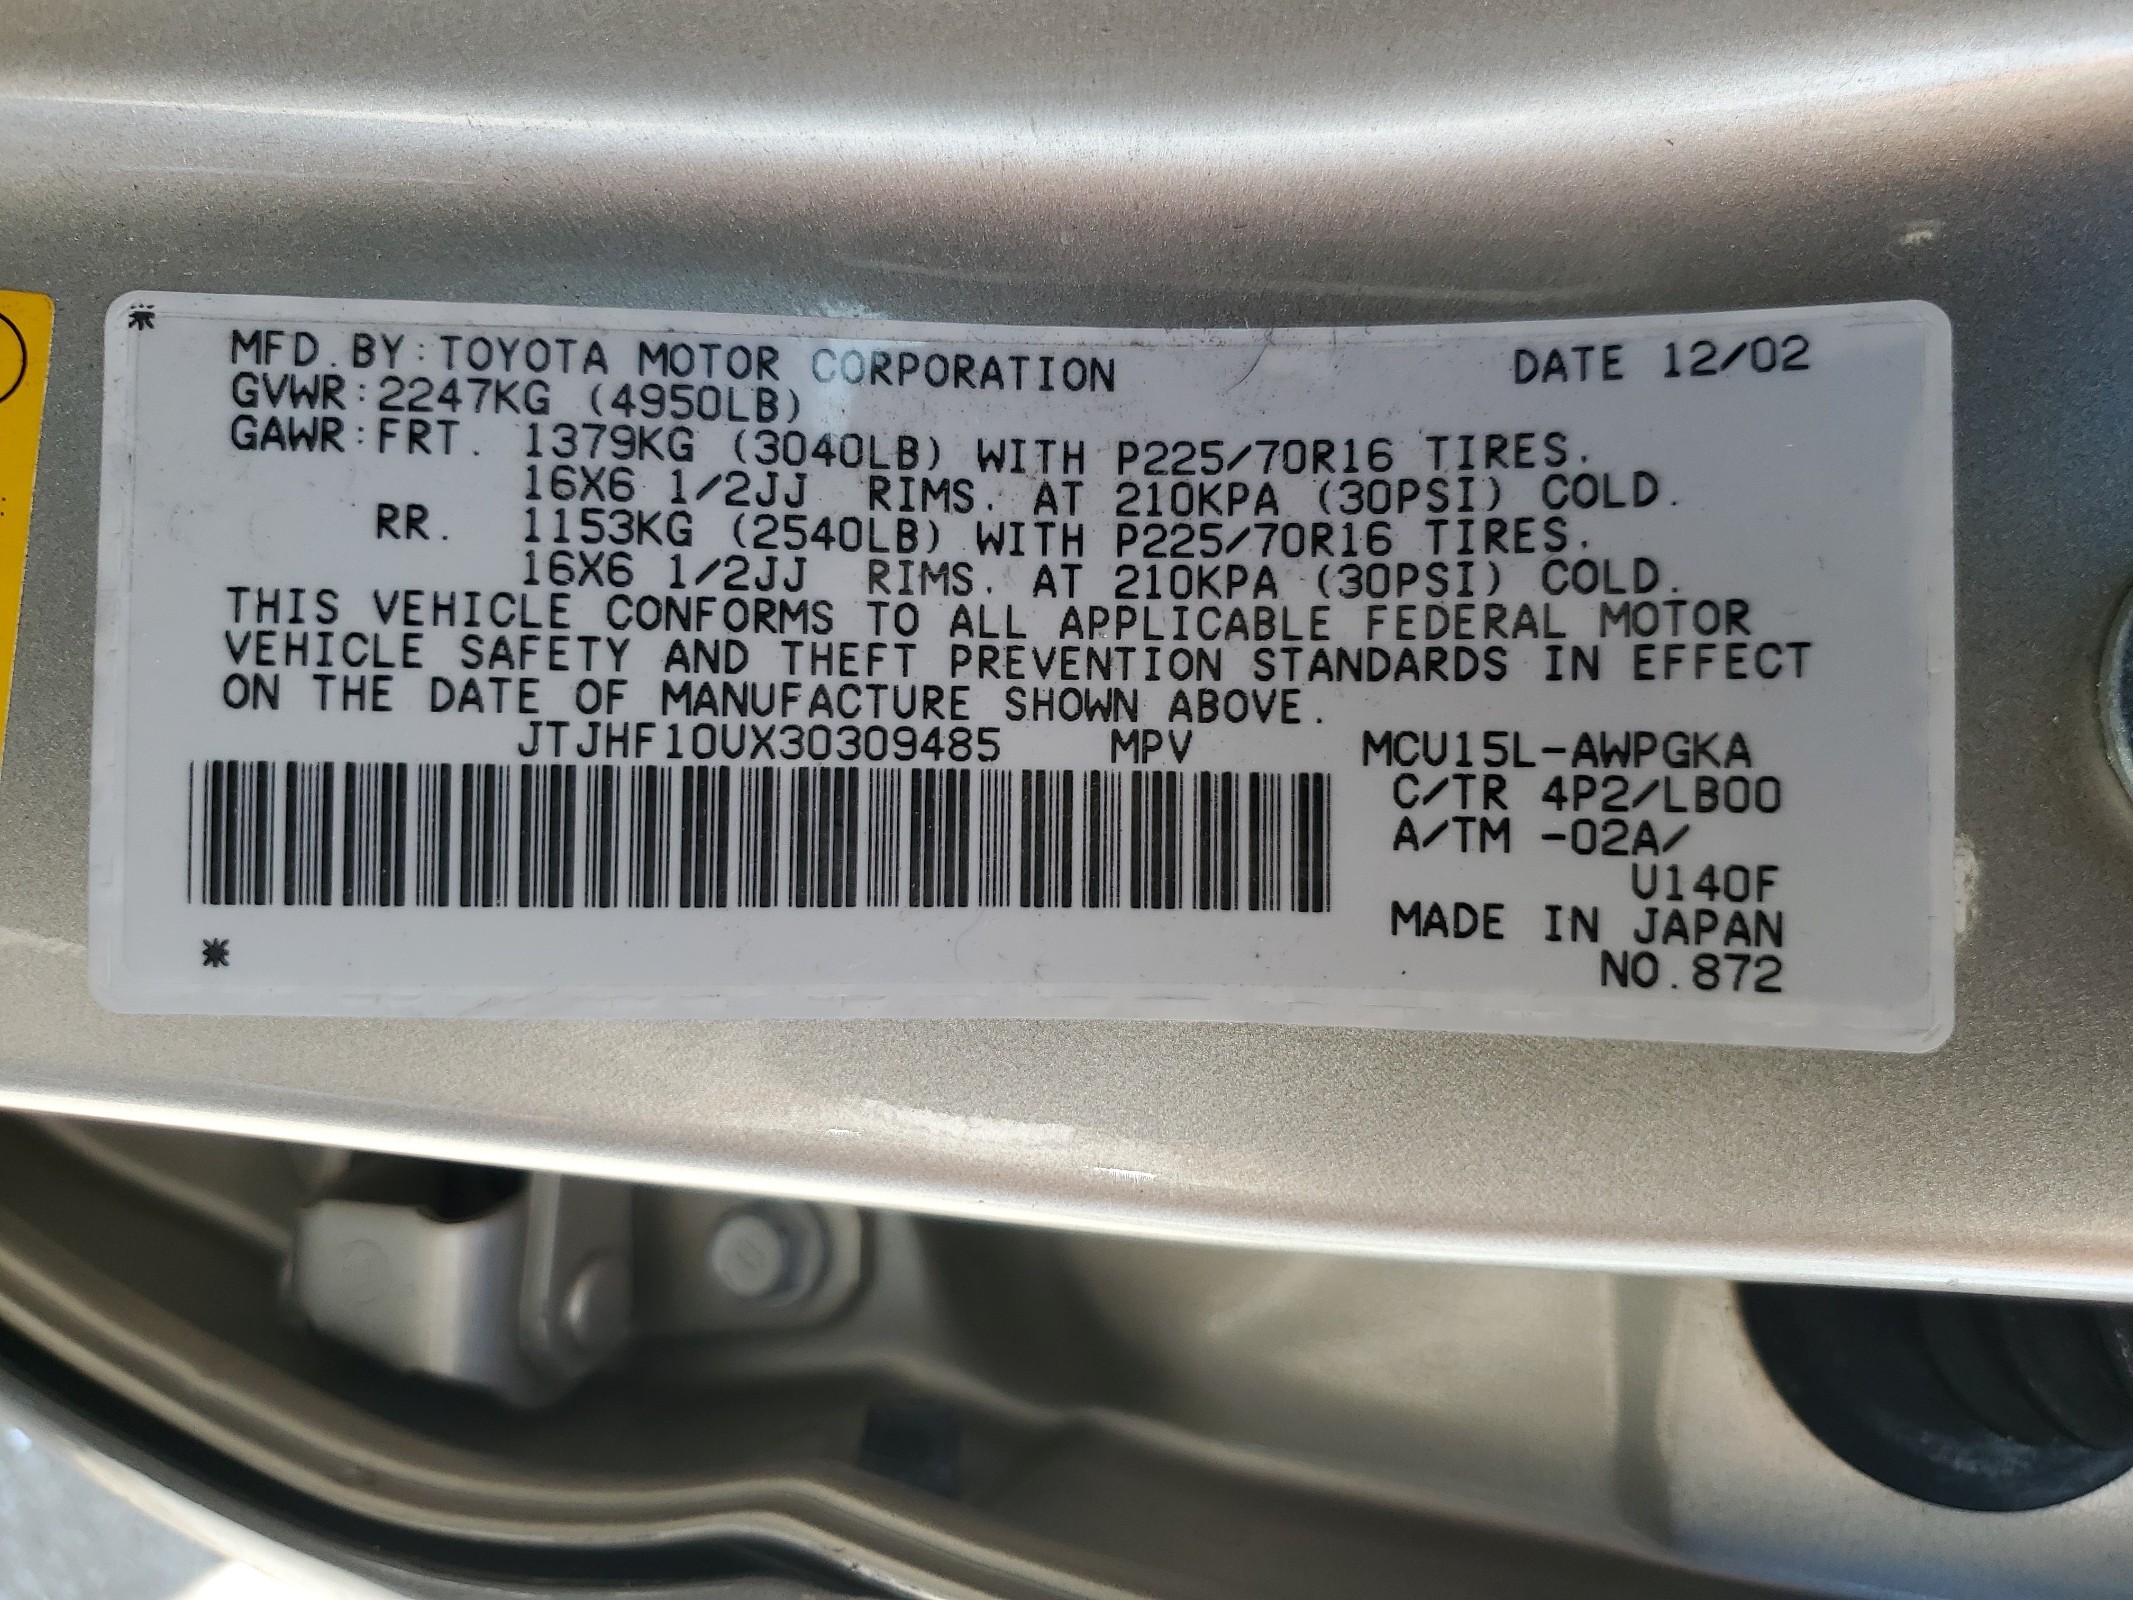 MFD. BY: TOYOTA MOTOR CORPORATION DATE 12/02
GVWR: 2247KG (4950LB)
GAWR: FRT. 1379KG (3040LB) WITH P225/70R16 TIRES.
16X6 1/2JJ RIMS. AT 210KPA (30PSI) COLD.
RR. 1153KG (2540LB) WITH P225/70R16 TIRES.
16X6 1/2JJ RIMS. AT 210KPA (30PSI) COLD.
THIS VEHICLE CONFORMS TO ALL APPLICABLE FEDERAL MOTOR
VEHICLE SAFETY AND THEFT PREVENTION STANDARDS IN EFFECT
ON THE DATE OF MANUFACTURE SHOWN ABOVE.
JTJHF10UX30309485 MPV MCU15L-AWPGKA
C/TR 4P2/LB00
A/TM -02A/
U140F
MADE IN JAPAN
NO. 872